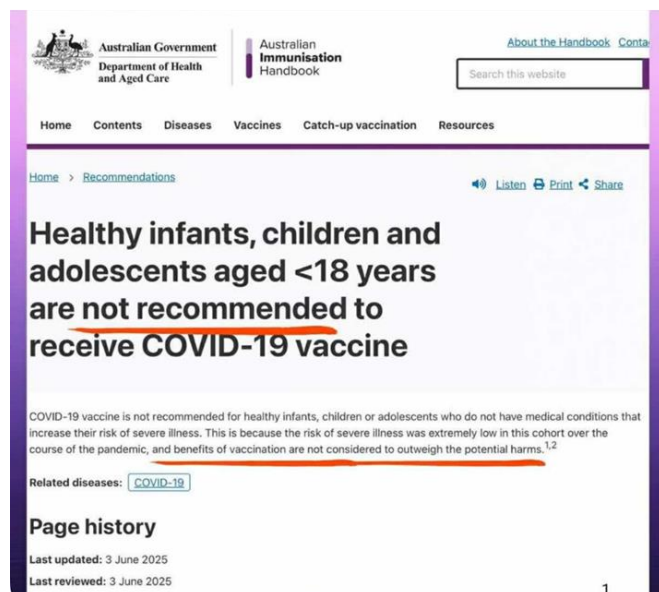 Australian Government
Department of Health
and Aged Care
Australian
Immunisation
Handbook
About the Handbook
Search this website
Home Contents Diseases Vaccines Catch-up vaccination Resources
Home > Recommendations
Listen Print Share
Healthy infants, children and
adolescents aged <18 years
are not recommended to
receive COVID-19 vaccine
COVID-19 vaccine is not recommended for healthy infants, children or adolescents who do not have medical conditions that
increase their risk of severe illness. This is because the risk of severe illness was extremely low in this cohort over the
course of the pandemic, and benefits of vaccination are not considered to outweigh the potential harms.1,2
Related diseases: COVID-19
Page history
Last updated: 3 June 2025
Last reviewed: 3 June 2025
1